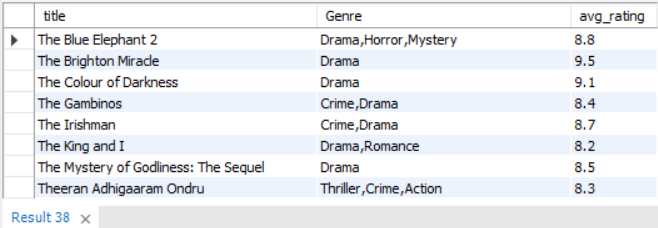 title Genre avg_rating
The Blue Elephant 2 Drama,Horror,Mystery 8.8
The Brighton Miracle Drama 9.5
The Colour of Darkness Drama 9.1
The Gambinos Crime,Drama 8.4
The Irishman Crime,Drama 8.7
The King and I Drama,Romance 8.2
The Mystery of Godliness: The Sequel Drama 8.5
Theeran Adhigaaram Ondru Thriller,Crime,Action 8.3
Result 38